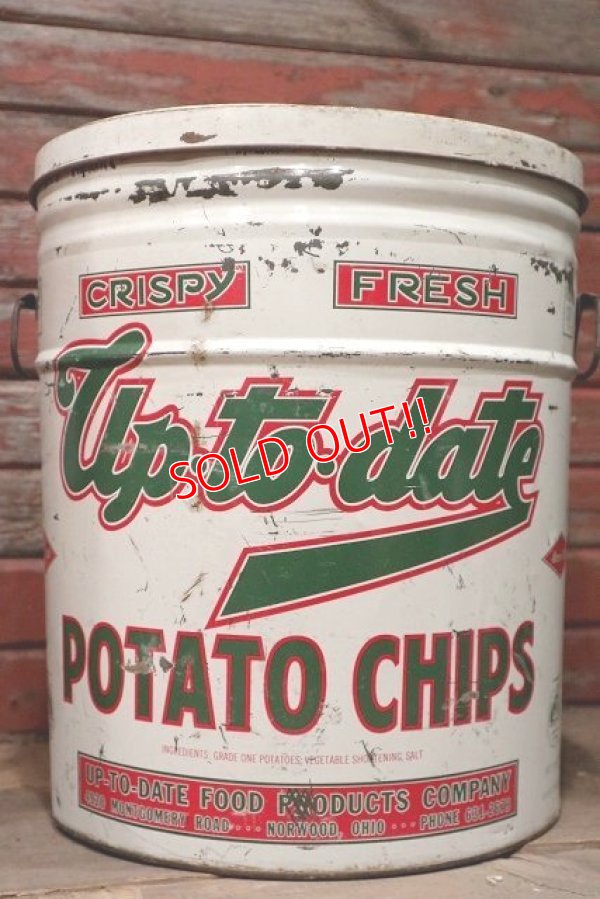 CRISPY FRESH
Up-to-date
SOLD OUT!!
POTATO CHIPS
INGREDIENTS: GRADE ONE POTATOES, VEGETABLE SHORTENING, SALT
UP-TO-DATE FOOD PRODUCTS COMPANY
MONTGOMERY ROAD.... NORWOOD, OHIO ... PHONE